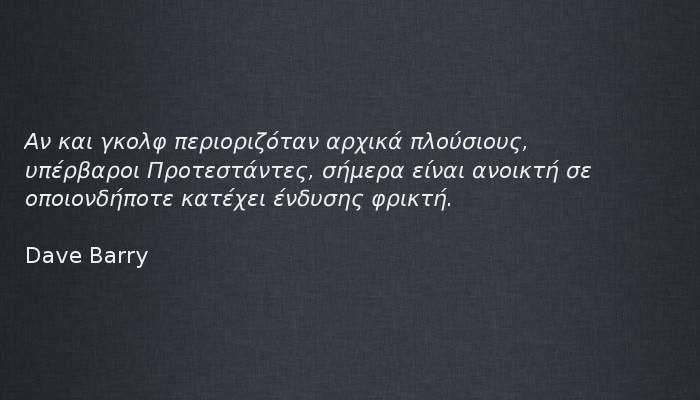 Αν και γκολφ περιοριζόταν αρχικά πλούσιους,
υπέρβαροι Προτεστάντες, σήμερα είναι ανοικτή σε
οποιονδήποτε κατέχει ένδυσης φρικτή.
Dave Barry